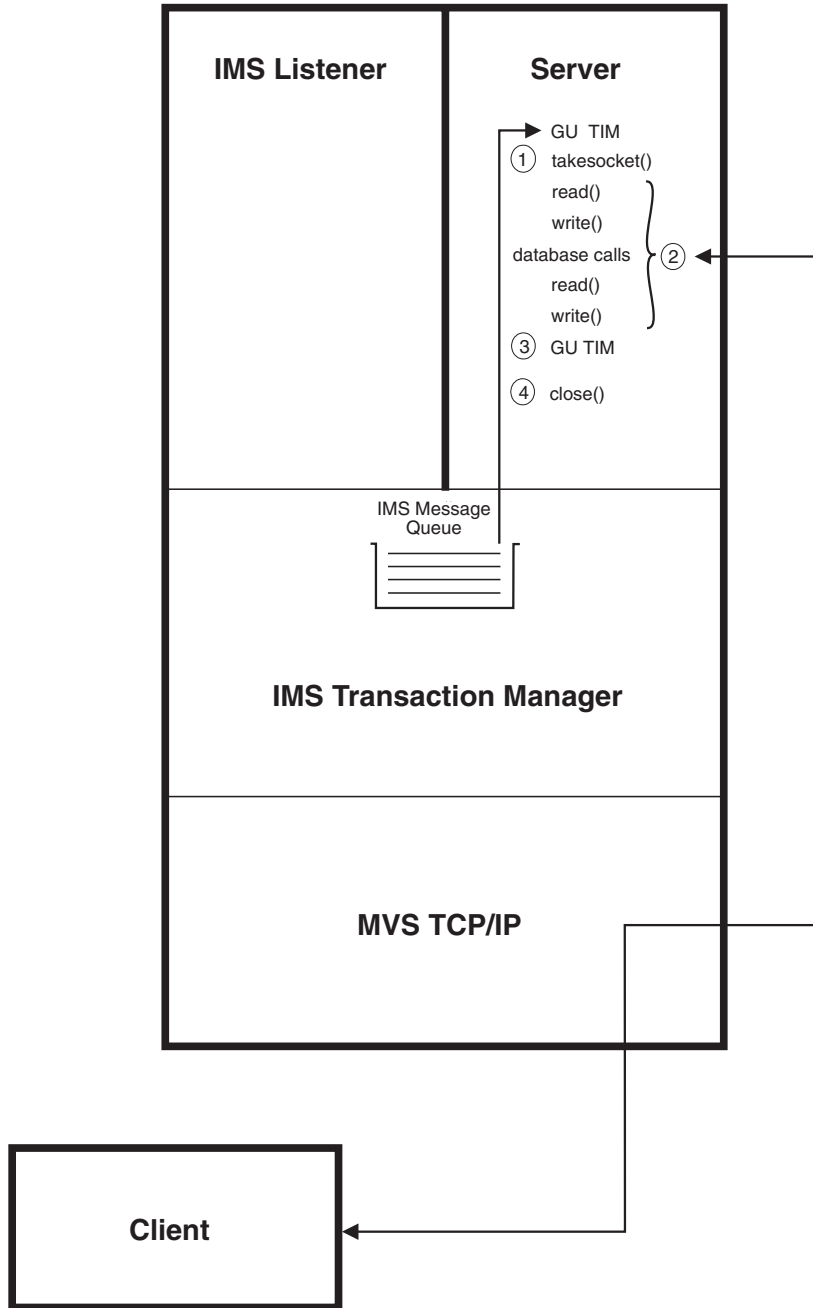 IMS Listener
Server
GU TIM
1 takesocket()
read()
write()
database calls
2
read()
write()
3 GU TIM
4 close()
IMS Message
Queue
IMS Transaction Manager
MVS TCP/IP
Client